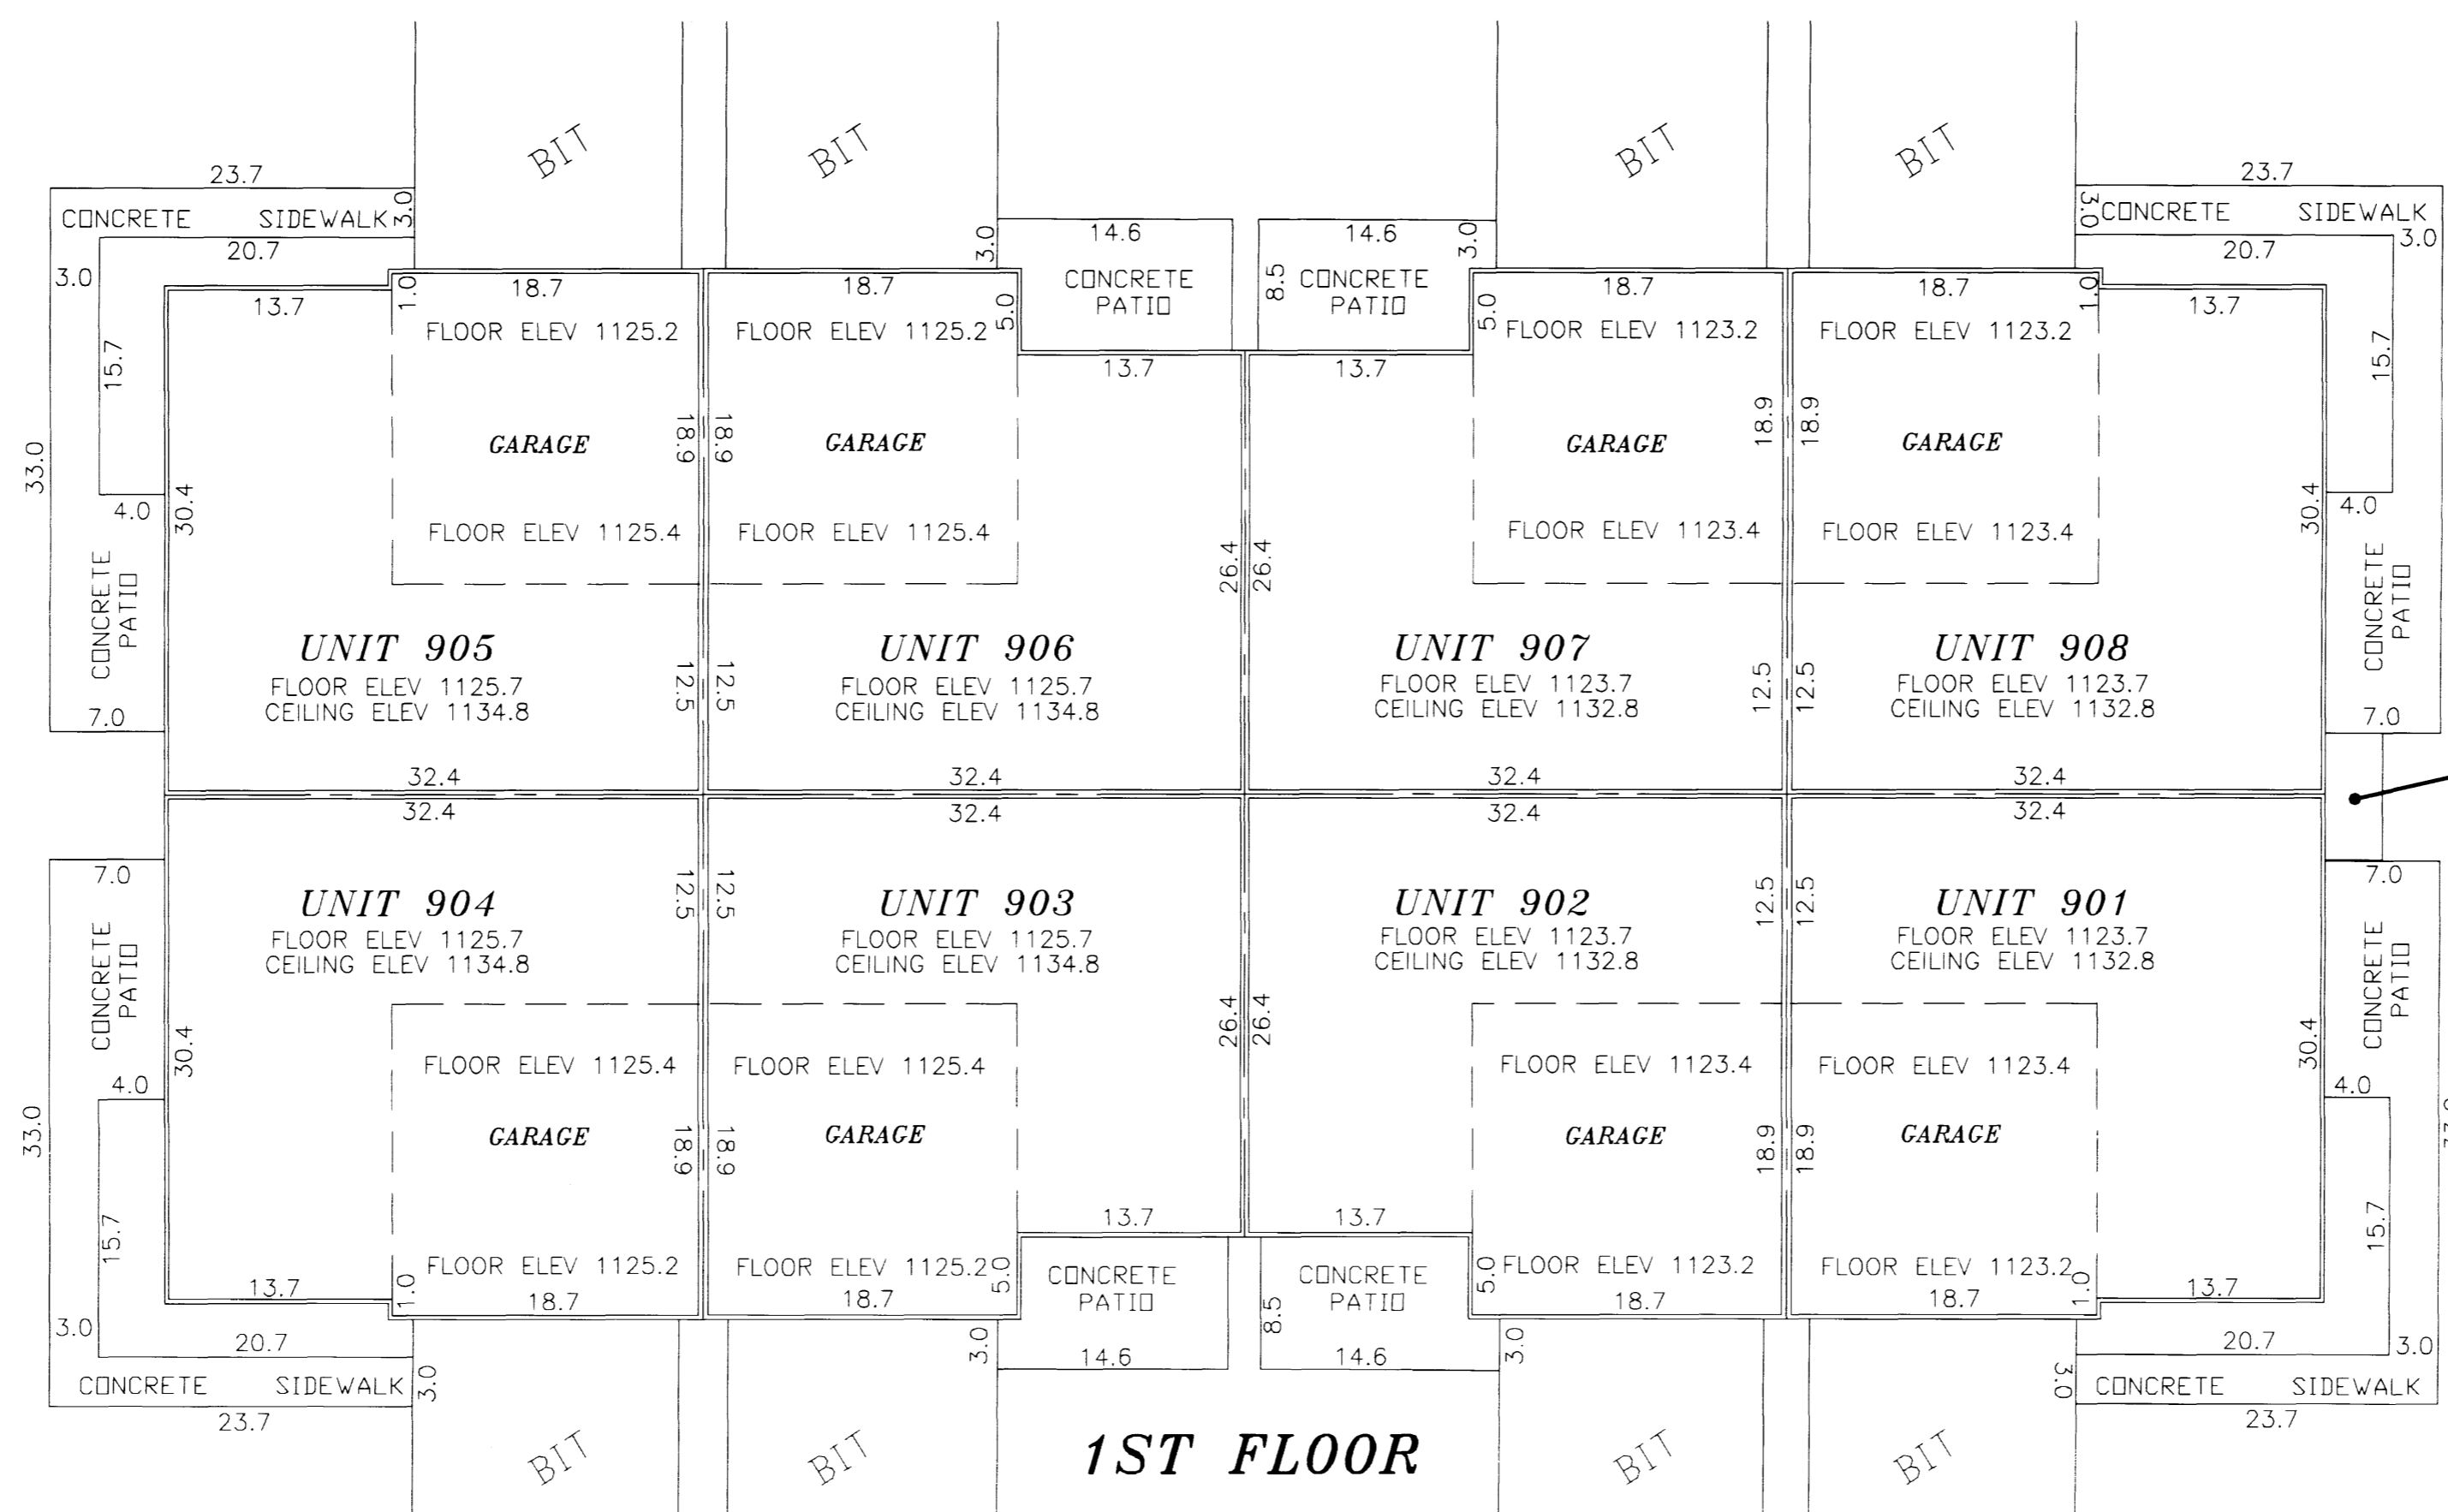 BIT BIT BIT BIT
23.7 23.7
CONCRETE SIDEWALK 3.0 3.0 CONCRETE SIDEWALK
20.7 3.0 14.6 14.6 3.0 20.7 3.0
3.0 13.7 1.0 18.7 18.7 5.0 CONCRETE PATIO 8.5 CONCRETE PATIO 5.0 18.7 18.7 1.0 13.7
FLOOR ELEV 1125.2 FLOOR ELEV 1125.2 FLOOR ELEV 1123.2 FLOOR ELEV 1123.2
15.7 13.7 13.7 15.7
33.0 GARAGE 18.9 18.9 GARAGE GARAGE 18.9 18.9 GARAGE
4.0 30.4 30.4 4.0
FLOOR ELEV 1125.4 FLOOR ELEV 1125.4 FLOOR ELEV 1123.4 FLOOR ELEV 1123.4
CONCRETE PATIO 26.4 26.4 CONCRETE PATIO
UNIT 905 UNIT 906 UNIT 907 UNIT 908
FLOOR ELEV 1125.7 12.5 12.5 FLOOR ELEV 1125.7 FLOOR ELEV 1123.7 12.5 12.5 FLOOR ELEV 1123.7
7.0 CEILING ELEV 1134.8 CEILING ELEV 1134.8 CEILING ELEV 1132.8 CEILING ELEV 1132.8 7.0
32.4 32.4 32.4 32.4
32.4 32.4 32.4 32.4
7.0 12.5 12.5 12.5 12.5 7.0
UNIT 904 UNIT 903 UNIT 902 UNIT 901
FLOOR ELEV 1125.7 FLOOR ELEV 1125.7 FLOOR ELEV 1123.7 FLOOR ELEV 1123.7
CEILING ELEV 1134.8 CEILING ELEV 1134.8 CEILING ELEV 1132.8 CEILING ELEV 1132.8
CONCRETE PATIO 26.4 26.4 CONCRETE PATIO
4.0 30.4 FLOOR ELEV 1125.4 FLOOR ELEV 1125.4 FLOOR ELEV 1123.4 FLOOR ELEV 1123.4 30.4 4.0
33.0 GARAGE 18.9 18.9 GARAGE GARAGE 18.9 18.9 GARAGE
15.7 13.7 13.7 15.7
FLOOR ELEV 1125.2 FLOOR ELEV 1125.2 5.0 CONCRETE PATIO CONCRETE PATIO 5.0 FLOOR ELEV 1123.2 FLOOR ELEV 1123.2
13.7 1.0 18.7 18.7 8.5 18.7 18.7 1.0 13.7
3.0 20.7 3.0 14.6 14.6 3.0 20.7 3.0
CONCRETE SIDEWALK 3.0 3.0 CONCRETE SIDEWALK
23.7 23.7
BIT BIT BIT BIT
1ST FLOOR